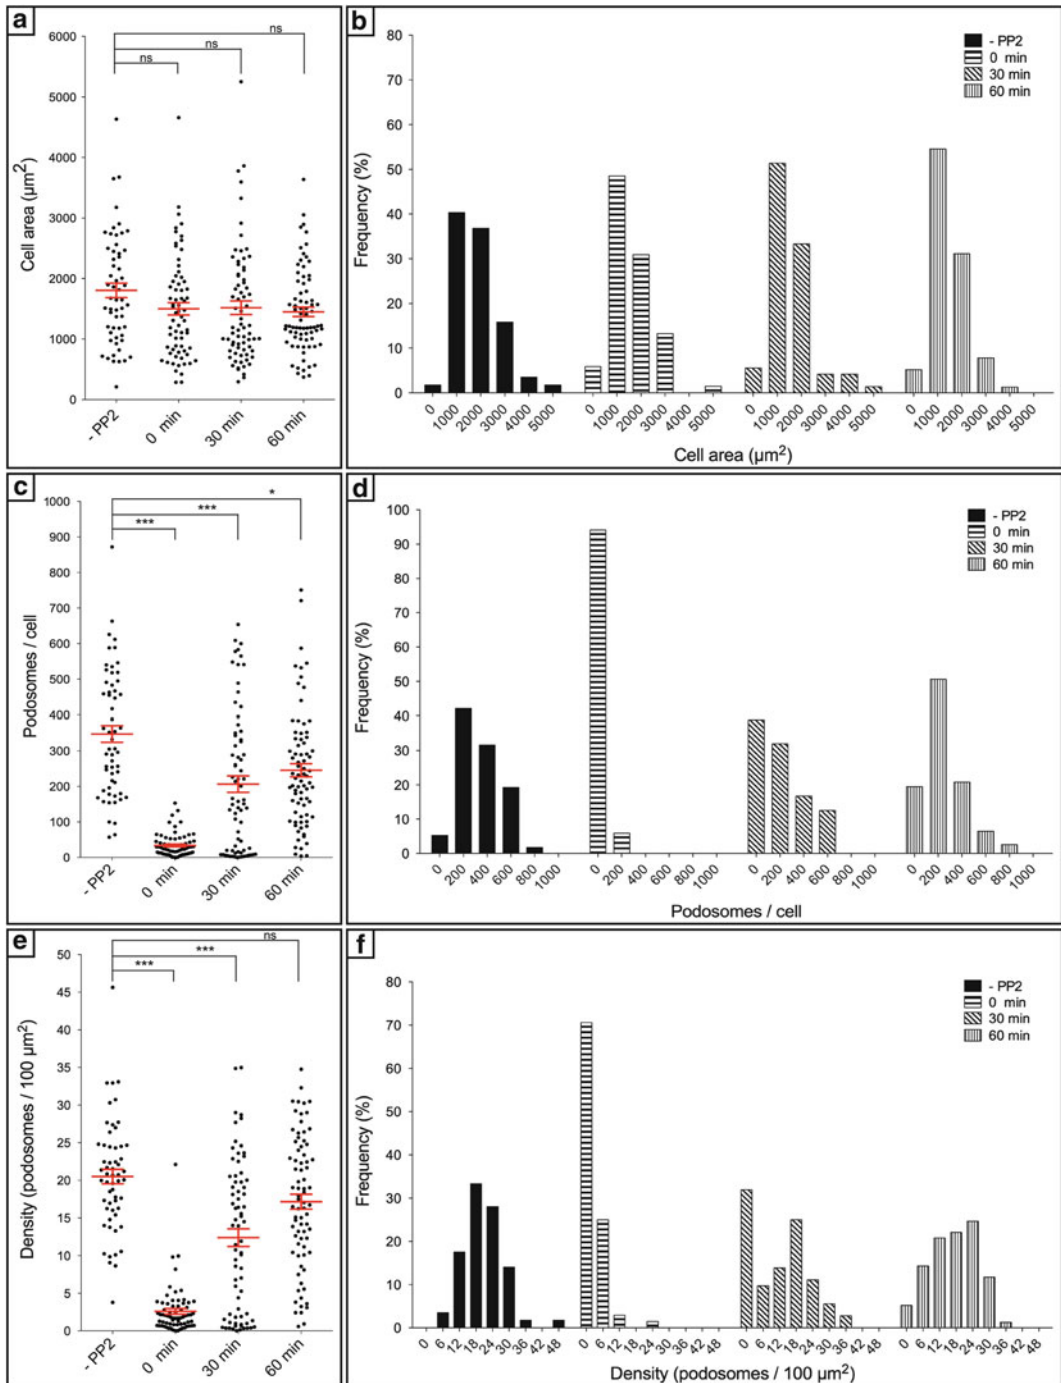 a
ns
ns
ns
6000
5000
4000
3000
2000
1000
0
Cell area (µm²)
- PP2
0 min
30 min
60 min
b
80
70
60
50
40
30
20
10
0
Frequency (%)
- PP2
0 min
30 min
60 min
0 1000 2000 3000 4000 5000
0 1000 2000 3000 4000 5000
0 1000 2000 3000 4000 5000
0 1000 2000 3000 4000 5000
Cell area (µm²)
c
*
***
***
1000
900
800
700
600
500
400
300
200
100
0
Podosomes / cell
- PP2
0 min
30 min
60 min
d
100
90
80
70
60
50
40
30
20
10
0
Frequency (%)
- PP2
0 min
30 min
60 min
0 200 400 600 800 1000
0 200 400 600 800 1000
0 200 400 600 800 1000
0 200 400 600 800 1000
Podosomes / cell
e
ns
***
***
50
45
40
35
30
25
20
15
10
5
0
Density (podosomes / 100 µm²)
- PP2
0 min
30 min
60 min
f
80
70
60
50
40
30
20
10
0
Frequency (%)
- PP2
0 min
30 min
60 min
0 6 12 18 24 30 36 42 48
0 6 12 18 24 30 36 42 48
0 6 12 18 24 30 36 42 48
0 6 12 18 24 30 36 42 48
Density (podosomes / 100 µm²)